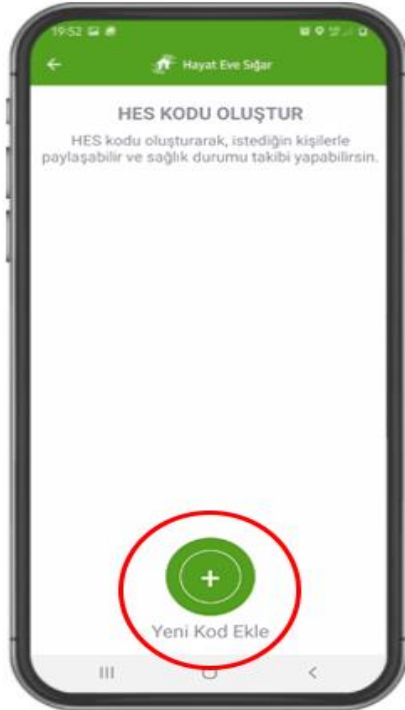 19:52
Hayat Eve Sığar
HES KODU OLUŞTUR
HES kodu oluşturarak, istediğin kişilerle
paylaşabilir ve sağlık durumu takibi yapabilirsin.
Yeni Kod Ekle